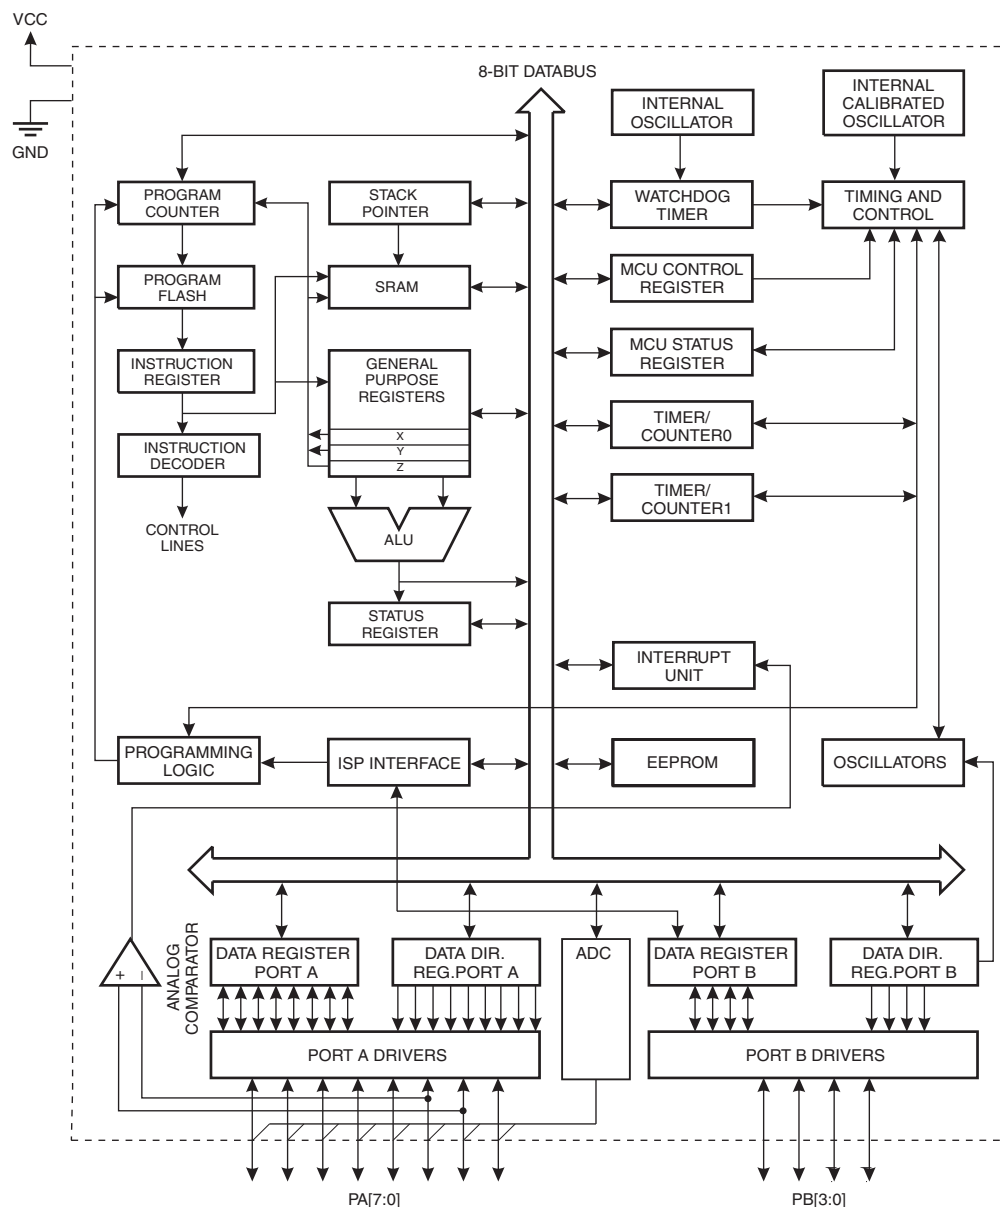 VCC
GND
8-BIT DATABUS
INTERNAL
OSCILLATOR
INTERNAL
CALIBRATED
OSCILLATOR
PROGRAM
COUNTER
STACK
POINTER
WATCHDOG
TIMER
TIMING AND
CONTROL
PROGRAM
FLASH
SRAM
MCU CONTROL
REGISTER
INSTRUCTION
REGISTER
GENERAL
PURPOSE
REGISTERS
X
Y
Z
MCU STATUS
REGISTER
INSTRUCTION
DECODER
TIMER/
COUNTER0
TIMER/
COUNTER1
CONTROL
LINES
ALU
STATUS
REGISTER
INTERRUPT
UNIT
PROGRAMMING
LOGIC
ISP INTERFACE
EEPROM
OSCILLATORS
ANALOG
COMPARATOR
+
–
DATA REGISTER
PORT A
DATA DIR.
REG.PORT A
ADC
DATA REGISTER
PORT B
DATA DIR.
REG.PORT B
PORT A DRIVERS
PORT B DRIVERS
PA[7:0]
PB[3:0]